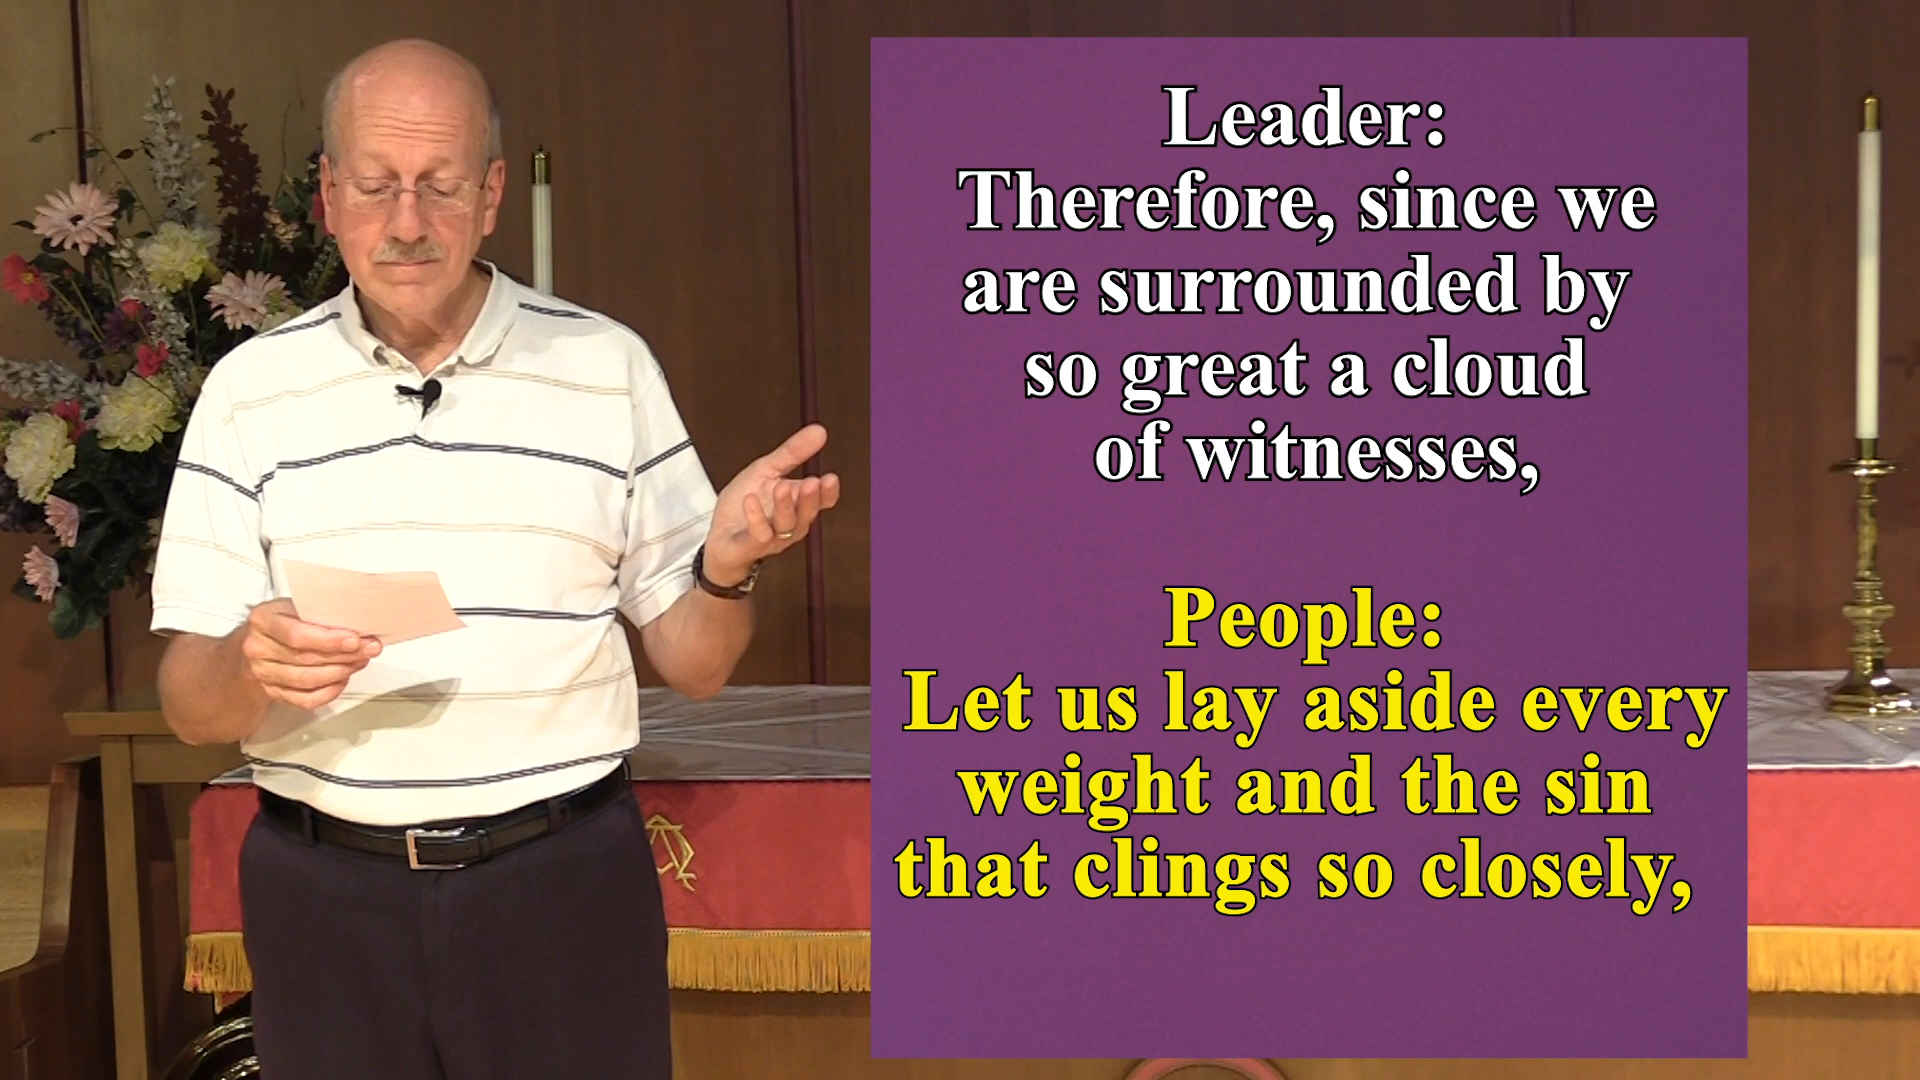 Leader:
Therefore, since we
are surrounded by
so great a cloud
of witnesses,
People:
Let us lay aside every
weight and the sin
that clings so closely,